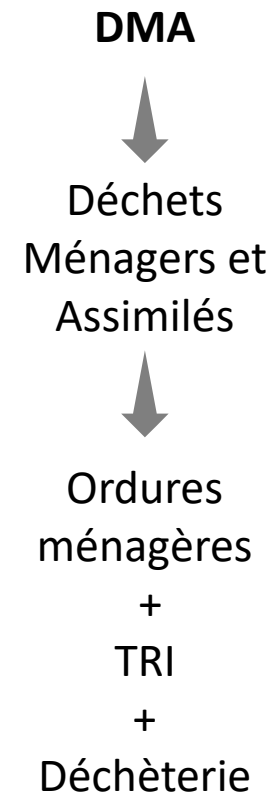 DMA
Déchets
Ménagers et
Assimilés
Ordures
ménagères
+
TRI
+
Déchèterie